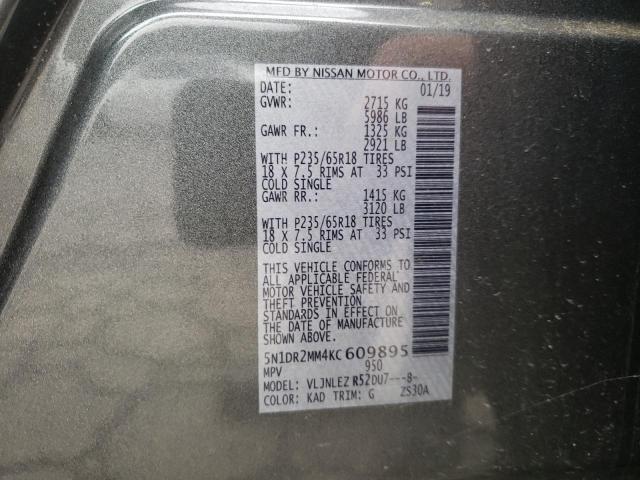 MFD BY NISSAN MOTOR CO., LTD.
DATE: 01/19
GVWR: 2715 KG
5986 LB
GAWR FR.: 1325 KG
2921 LB
WITH P235/65R18 TIRES
18 X 7.5 RIMS AT 33 PSI
COLD SINGLE
GAWR RR.: 1415 KG
3120 LB
WITH P235/65R18 TIRES
18 X 7.5 RIMS AT 33 PSI
COLD SINGLE
THIS VEHICLE CONFORMS TO
ALL APPLICABLE FEDERAL
MOTOR VEHICLE SAFETY AND
THEFT PREVENTION
STANDARDS IN EFFECT ON
THE DATE OF MANUFACTURE
SHOWN ABOVE.
5N1DR2MM4KC609895
MPV 950
MODEL: VLJNLEZ R52DU7---8-
COLOR: KAD TRIM: G ZS30A